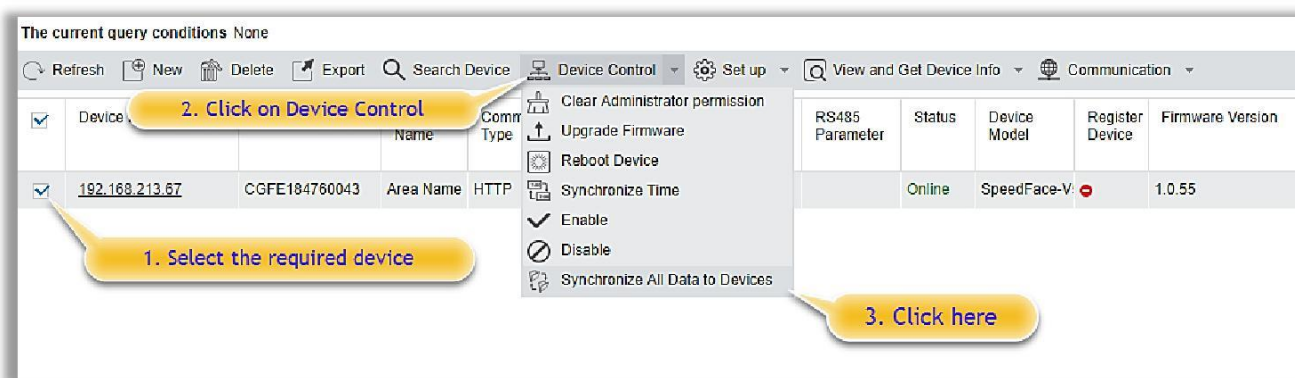 The current query conditions None
Refresh New Delete Export Search Device Device Control Set up View and Get Device Info Communication
2. Click on Device Control
Device
Name
Comm
Type
RS485
Parameter
Status
Device
Model
Register
Device
Firmware Version
Clear Administrator permission
Upgrade Firmware
Reboot Device
Synchronize Time
Enable
Disable
Synchronize All Data to Devices
192.168.213.67 CGFE184760043 Area Name HTTP Online SpeedFace-V 1.0.55
1. Select the required device
3. Click here